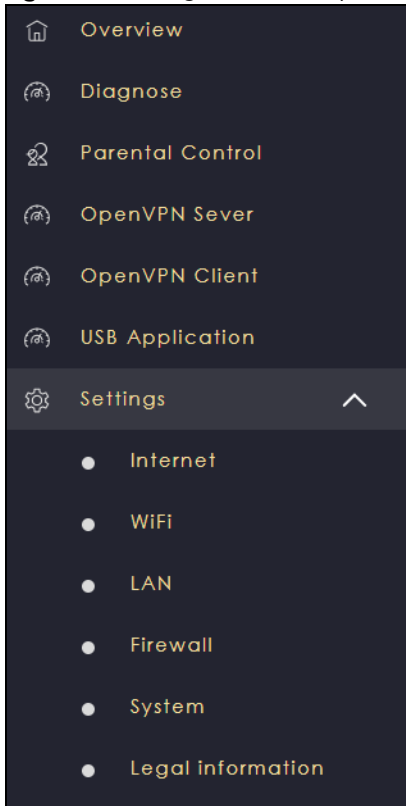 Overview
Diagnose
Parental Control
OpenVPN Sever
OpenVPN Client
USB Application
Settings
Internet
WiFi
LAN
Firewall
System
Legal information